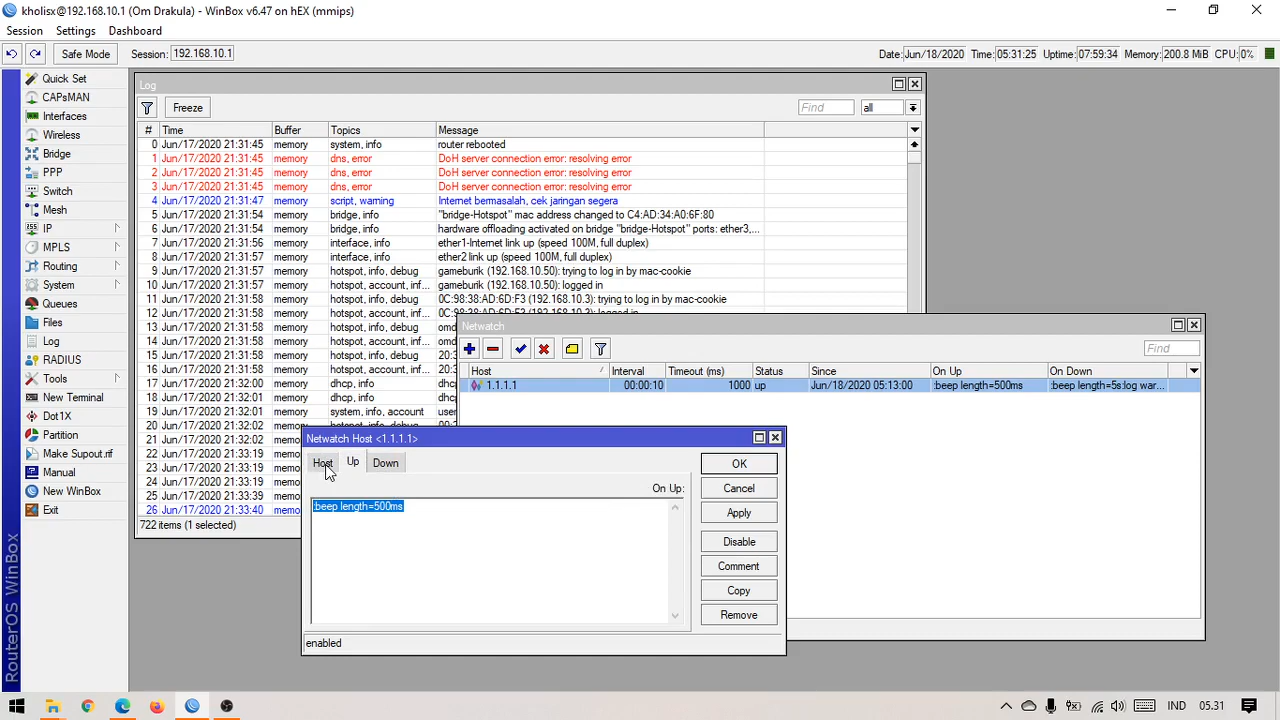 kholisx@192.168.10.1 (Om Drakula) - WinBox v6.47 on hEX (mmips)
Session Settings Dashboard
Safe Mode Session: 192.168.10.1 Date: Jun/18/2020 Time: 05:31:25 Uptime: 07:59:34 Memory: 200.8 MiB CPU: 0%
Quick Set
CAPsMAN
Interfaces
Wireless
Bridge
PPP
Switch
Mesh
IP
MPLS
Routing
System
Queues
Files
Log
RADIUS
Tools
New Terminal
Dot1X
Partition
Make Supout.rif
Manual
New WinBox
Exit
RouterOS WinBox
Log
Freeze Find all
# Time Buffer Topics Message
0 Jun/17/2020 21:31:45 memory system, info router rebooted
1 Jun/17/2020 21:31:45 memory dns, error DoH server connection error: resolving error
2 Jun/17/2020 21:31:45 memory dns, error DoH server connection error: resolving error
3 Jun/17/2020 21:31:45 memory dns, error DoH server connection error: resolving error
4 Jun/17/2020 21:31:47 memory script, warning Internet bermasalah, cek jaringan segera
5 Jun/17/2020 21:31:54 memory bridge, info "bridge-Hotspot" mac address changed to C4:AD:34:A0:6F:80
6 Jun/17/2020 21:31:54 memory bridge, info hardware offloading activated on bridge "bridge-Hotspot" ports: ether3,...
7 Jun/17/2020 21:31:56 memory interface, info ether1-Internet link up (speed 100M, full duplex)
8 Jun/17/2020 21:31:57 memory interface, info ether2 link up (speed 100M, full duplex)
9 Jun/17/2020 21:31:57 memory hotspot, info, debug gameburik (192.168.10.50): trying to log in by mac-cookie
10 Jun/17/2020 21:31:57 memory hotspot, account, inf... gameburik (192.168.10.50): logged in
11 Jun/17/2020 21:31:58 memory hotspot, info, debug 0C:98:38:AD:6D:F3 (192.168.10.3): trying to log in by mac-cookie
12 Jun/17/2020 21:31:58 memory hotspot, account, inf... 0C:98:38:AD:6D:F3 (192.168.10.3): logged in
13 Jun/17/2020 21:31:58 memory hotspot, info, debug omd
14 Jun/17/2020 21:31:58 memory hotspot, account, inf... omd
15 Jun/17/2020 21:31:58 memory hotspot, info, debug 20:3
16 Jun/17/2020 21:31:58 memory hotspot, account, inf... 20:3
17 Jun/17/2020 21:32:00 memory dhcp, info dhcp
18 Jun/17/2020 21:32:01 memory dhcp, info dhcp
19 Jun/17/2020 21:32:01 memory system, info, account user
20 Jun/17/2020 21:32:02 memory hotspot, info, debug 00:2
21 Jun/17/2020 21:32:02 memo
22 Jun/17/2020 21:33:19 memo
23 Jun/17/2020 21:33:19 memo
24 Jun/17/2020 21:33:19 memo
25 Jun/17/2020 21:33:39 memo
26 Jun/17/2020 21:33:40 memo
722 items (1 selected)
Netwatch
Find
Host Interval Timeout (ms) Status Since On Up On Down
1.1.1.1 00:00:10 1000 up Jun/18/2020 05:13:00 :beep length=500ms :beep length=5s:log war...
Netwatch Host <1.1.1.1>
Host Up Down
On Up:
:beep length=500ms
OK
Cancel
Apply
Disable
Comment
Copy
Remove
enabled
IND 05.31